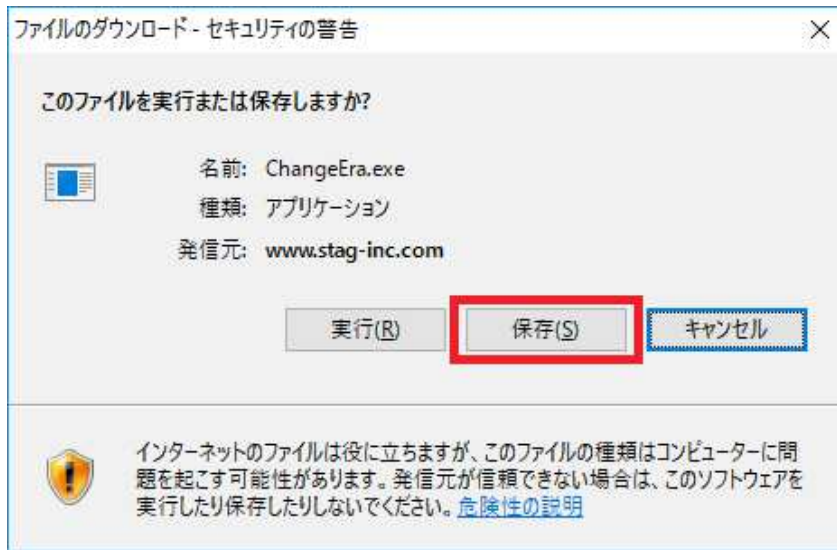 ファイルのダウンロード - セキュリティの警告
このファイルを実行または保存しますか?
名前: ChangeEra.exe
種類: アプリケーション
発信元: www.stag-inc.com
実行(R) 保存(S) キャンセル
インターネットのファイルは役に立ちますが、このファイルの種類はコンピューターに問
題を起こす可能性があります。発信元が信頼できない場合は、このソフトウェアを
実行したり保存したりしないでください。危険性の説明